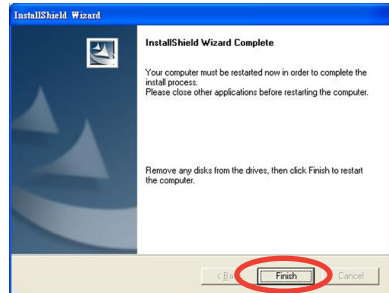 InstallShield Wizard
InstallShield Wizard Complete
Your computer must be restarted now in order to complete the
install process.
Please close other applications before restarting the computer.
Remove any disks from the drives, then click Finish to restart
the computer.
Finish
Cancel